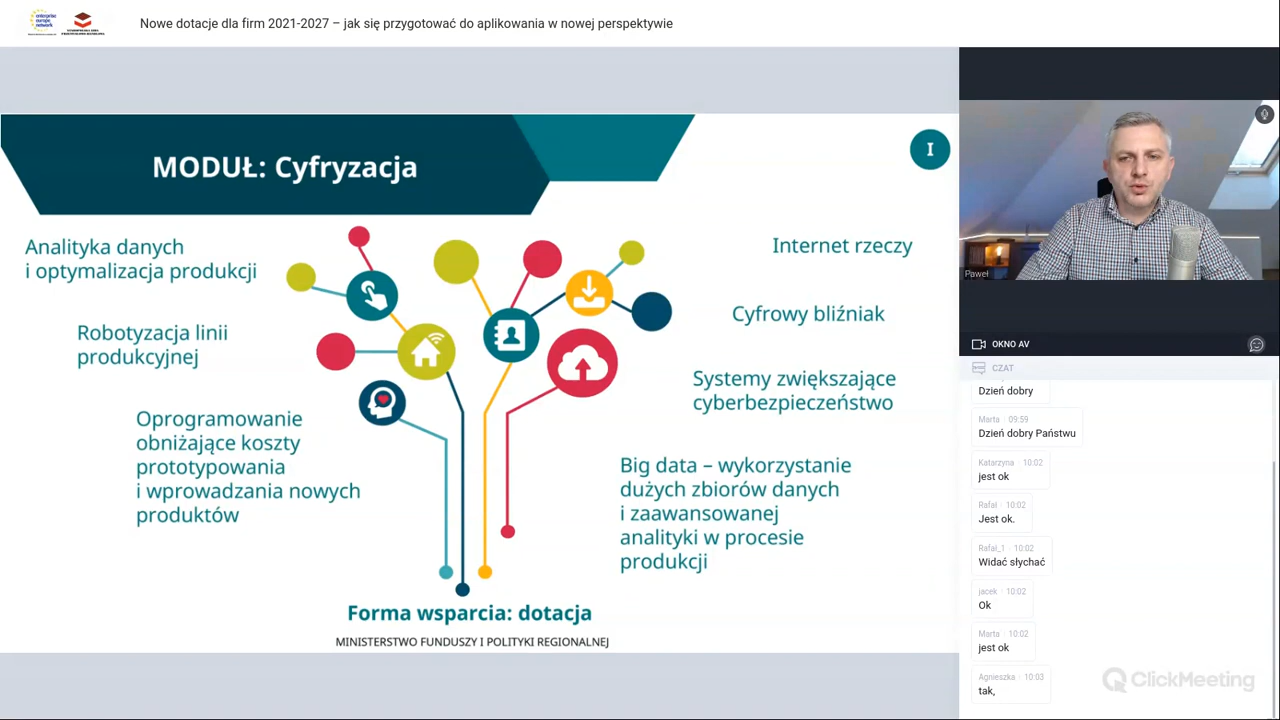 enterprise
europe
network
Nowe dotacje dla firm 2021-2027 – jak się przygotować do aplikowania w nowej perspektywie
MODUŁ: Cyfryzacja
I
Analityka danych
i optymalizacja produkcji
Robotyzacja linii
produkcyjnej
Oprogramowanie
obniżające koszty
prototypowania
i wprowadzania nowych
produktów
Internet rzeczy
Cyfrowy bliźniak
Systemy zwiększające
cyberbezpieczeństwo
Big data – wykorzystanie
dużych zbiorów danych
i zaawansowanej
analityki w procesie
produkcji
Forma wsparcia: dotacja
MINISTERSTWO FUNDUSZY I POLITYKI REGIONALNEJ
Paweł
OKNO AV
CZAT
Dzień dobry
Marta · 09:59
Dzień dobry Państwu
Katarzyna · 10:02
jest ok
Rafał · 10:02
Jest ok.
Rafał_1 · 10:02
Widać słychać
jacek · 10:02
Ok
Marta · 10:02
jest ok
Agnieszka · 10:03
tak,
ClickMeeting